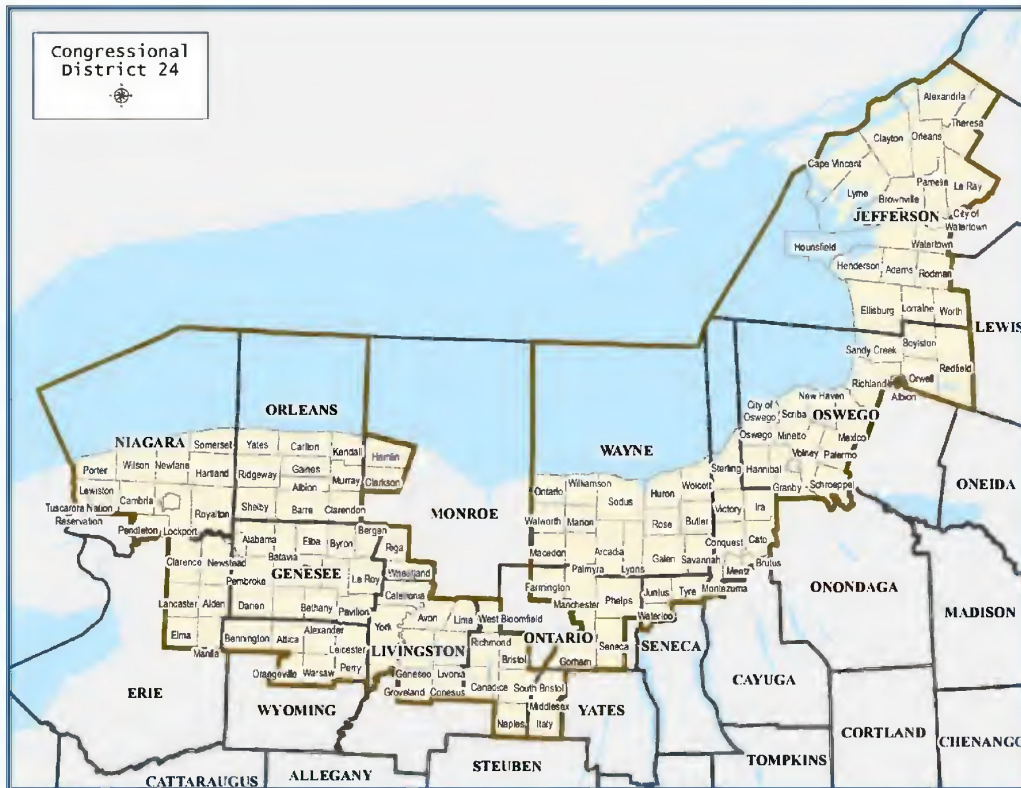 Congressional
District 24
Alexandria
Theresa
Clayton
Orleans
Cape Vincent
Pamelia
Le Ray
Lyme
Brownville
JEFFERSON
City of
Watertown
Hounsfield
Watertown
Henderson
Adams
Rodman
Ellisburg
Lorraine
Worth
LEWIS
Boylston
Sandy Creek
Redfield
Orwell
Richland
Albion
New Haven
City of
Oswego
Scriba
OSWEGO
ORLEANS
NIAGARA
Somerset
Yates
Carlton
Kendall
Hamlin
WAYNE
Oswego
Minetto
Mexico
Volney
Palermo
Porter
Wilson
Newfane
Hartland
Ridgeway
Gaines
Murray
Clarkson
Sterling
Hannibal
Granby
Schroeppel
Lewiston
Cambria
Albion
Ontario
Williamson
Sodus
Huron
Wolcott
ONEIDA
Tuscarora Nation
Reservation
Royalton
Shelby
Barre
Clarendon
MONROE
Walworth
Marion
Rose
Butler
Victory
Ira
Pendleton
Lockport
Bergen
Conquest
Cato
Clarence
Newstead
Alabama
Batavia
Elba
Byron
Riga
Macedon
Arcadia
Palmyra
Lyons
Galen
Savannah
Mentz
Brutus
Pembroke
GENESEE
Le Roy
Wheatland
Montezuma
ONONDAGA
Caledonia
Farmington
Manchester
Phelps
Junius
Tyre
Waterloo
Lancaster
Alden
Darien
Bethany
Pavilion
Avon
Lima
West Bloomfield
MADISON
York
Elma
Bennington
Attica
Alexander
Leicester
LIVINGSTON
Richmond
ONTARIO
Seneca
SENECA
Marilla
Orangeville
Warsaw
Perry
Geneseo
Livonia
Bristol
Gorham
CAYUGA
ERIE
Groveland
Conesus
Canadice
South Bristol
WYOMING
Middlesex
YATES
Naples
Italy
CORTLAND
CHENANGO
TOMPKINS
STEUBEN
CATTARAUGUS
ALLEGANY